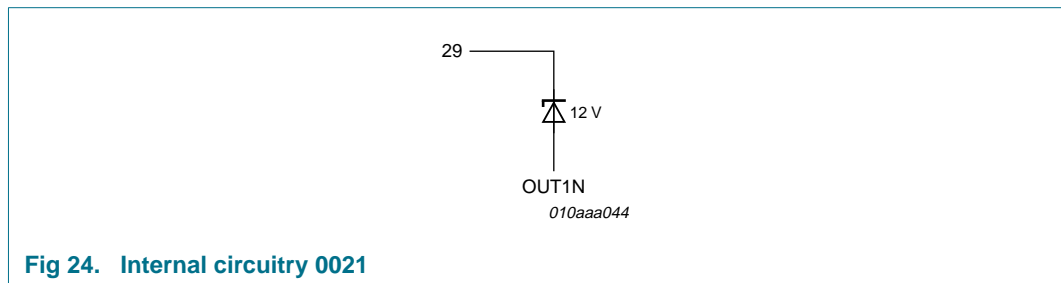 29
12 V
OUT1N
010aaa044
Fig 24. Internal circuitry 0021